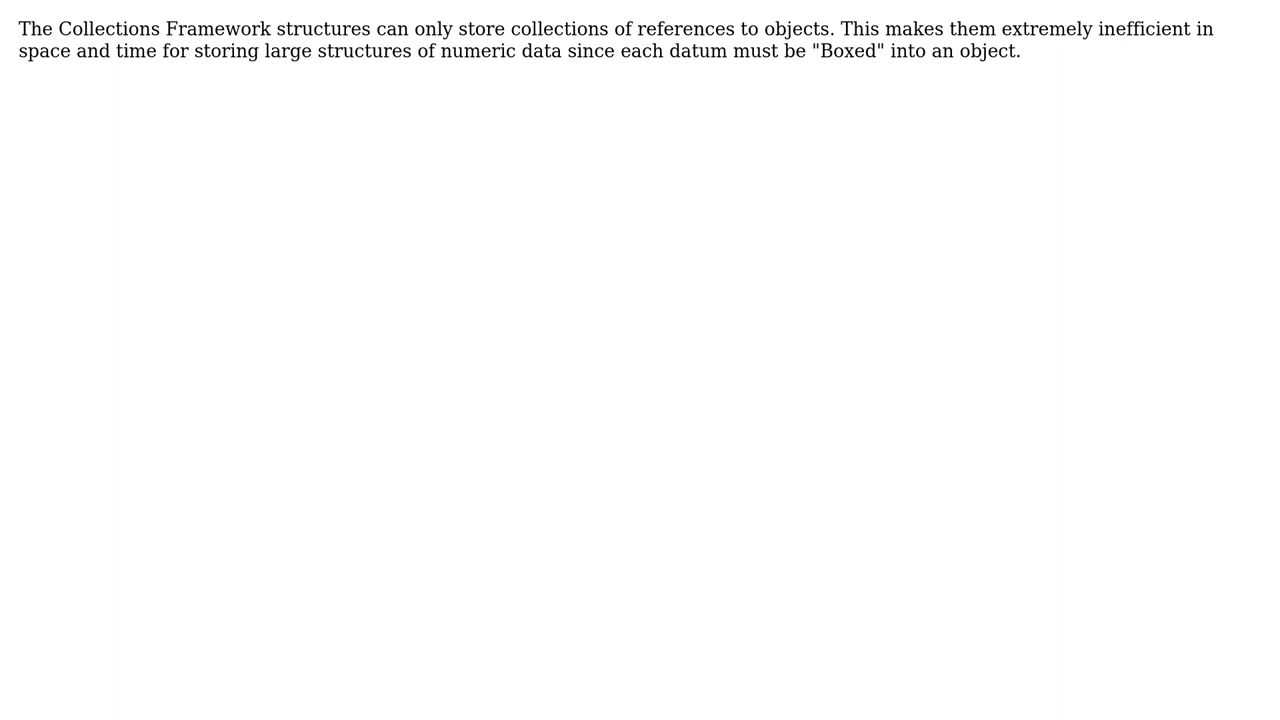 The Collections Framework structures can only store collections of references to objects. This makes them extremely inefficient in
space and time for storing large structures of numeric data since each datum must be "Boxed" into an object.